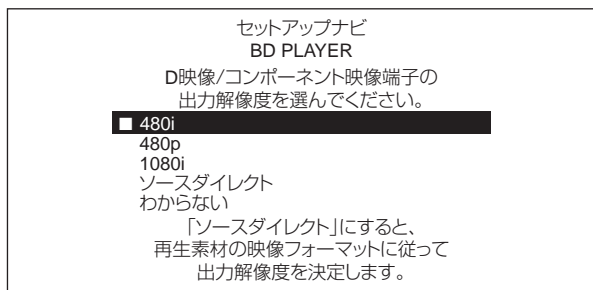 セットアップナビ
BD PLAYER
D映像/コンポーネント映像端子の
出力解像度を選んでください。
480i
480p
1080i
ソースダイレクト
わからない
「ソースダイレクト」にすると、
再生素材の映像フォーマットに従って
出力解像度を決定します。